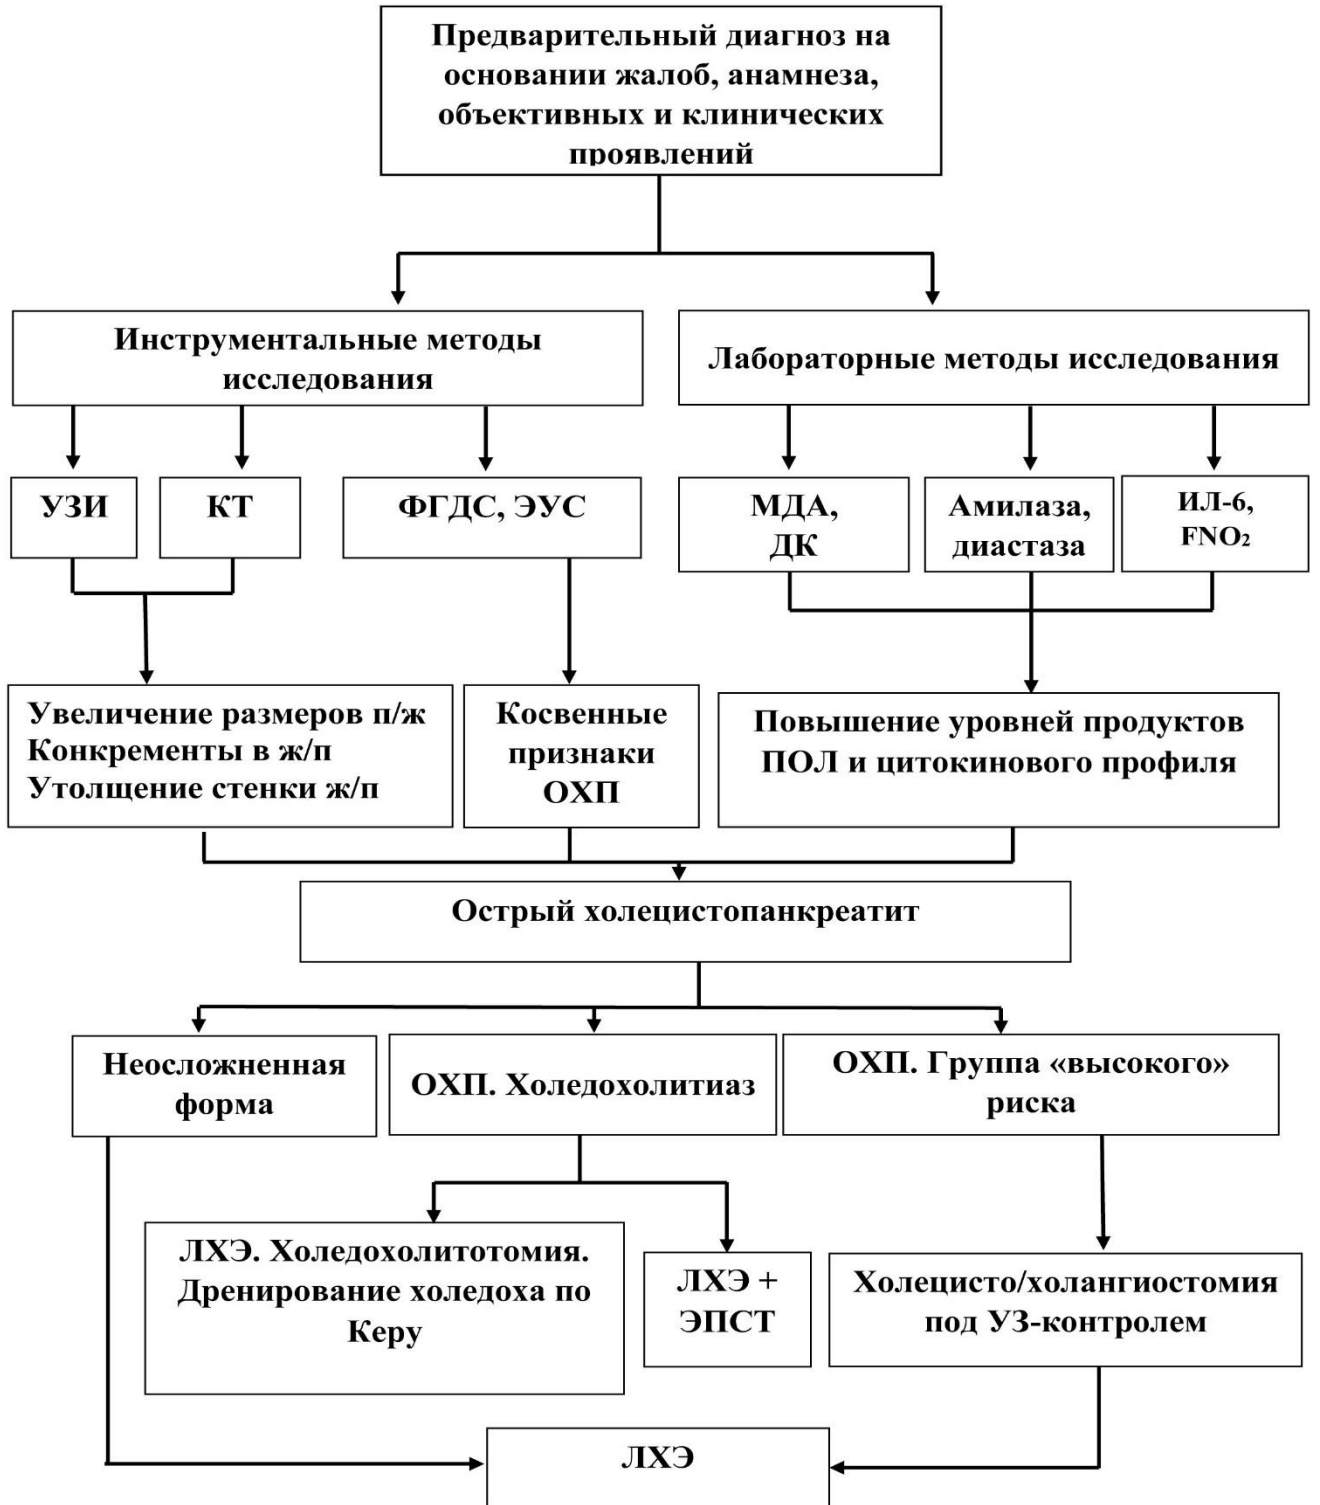 Предварительный диагноз на
основании жалоб, анамнеза,
объективных и клинических
проявлений
Инструментальные методы
исследования
Лабораторные методы исследования
УЗИ
КТ
ФГДС, ЭУС
МДА,
ДК
Амилаза,
диастаза
ИЛ-6,
FNO₂
Увеличение размеров п/ж
Конкременты в ж/п
Утолщение стенки ж/п
Косвенные
признаки
ОХП
Повышение уровней продуктов
ПОЛ и цитокинового профиля
Острый холецистопанкреатит
Неосложненная
форма
ОХП. Холедохолитиаз
ОХП. Группа «высокого»
риска
ЛХЭ. Холедохолитотомия.
Дренирование холедоха по
Керу
ЛХЭ +
ЭПСТ
Холецисто/холангиостомия
под УЗ-контролем
ЛХЭ